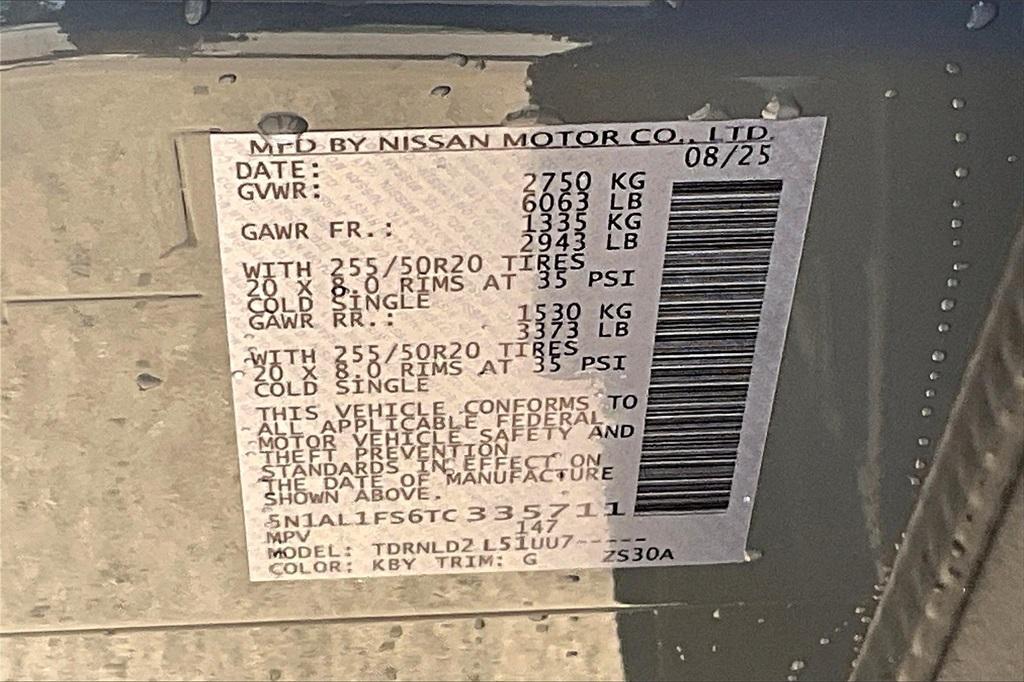 MFD BY NISSAN MOTOR CO., LTD.
DATE: 08/25
GVWR: 2750 KG
6063 LB
GAWR FR.: 1335 KG
2943 LB
WITH 255/50R20 TIRES
20 X 8.0 RIMS AT 35 PSI
COLD SINGLE
GAWR RR.: 1530 KG
3373 LB
WITH 255/50R20 TIRES
20 X 8.0 RIMS AT 35 PSI
COLD SINGLE
THIS VEHICLE CONFORMS TO
ALL APPLICABLE FEDERAL
MOTOR VEHICLE SAFETY AND
THEFT PREVENTION
STANDARDS IN EFFECT ON
THE DATE OF MANUFACTURE
SHOWN ABOVE.
5N1AL1FS6TC335711
MPV 147
MODEL: TDRNLD2 L51UU7-----
COLOR: KBY TRIM: G ZS30A